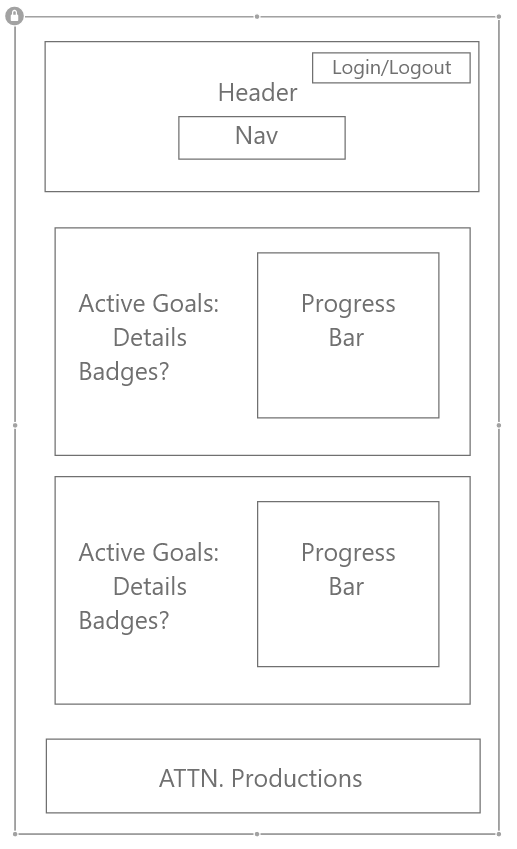 Login/Logout
Header
Nav
Active Goals:
Details
Badges?
Progress
Bar
Active Goals:
Details
Badges?
Progress
Bar
ATTN. Productions